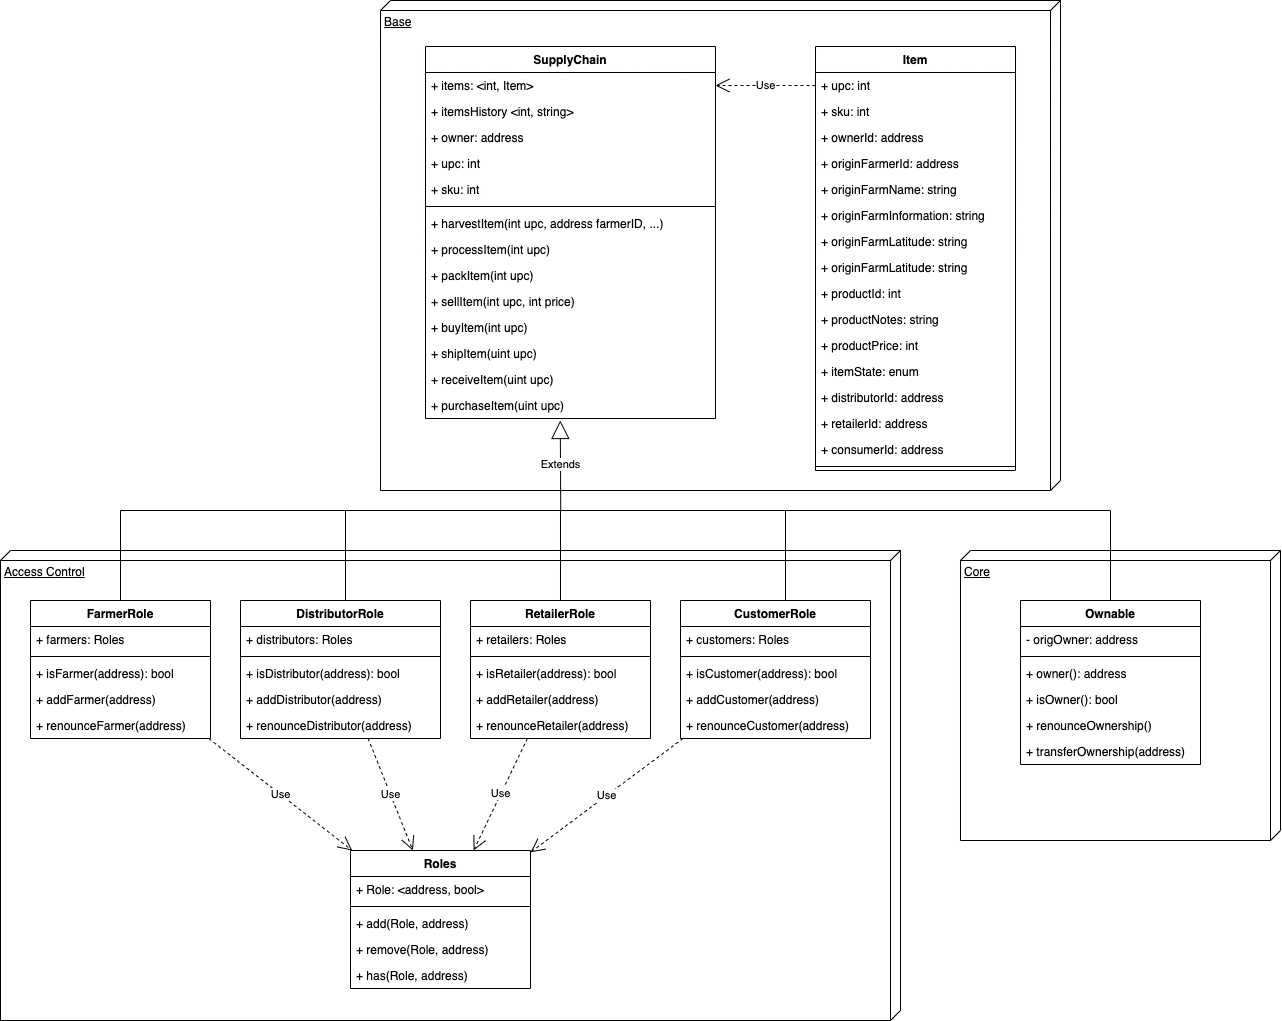 Base
SupplyChain
+ items: <int, Item>
+ itemsHistory <int, string>
+ owner: address
+ upc: int
+ sku: int
+ harvestItem(int upc, address farmerID, ...)
+ processItem(int upc)
+ packItem(int upc)
+ sellItem(int upc, int price)
+ buyItem(int upc)
+ shipItem(uint upc)
+ receiveItem(uint upc)
+ purchaseItem(uint upc)
Use
Item
+ upc: int
+ sku: int
+ ownerId: address
+ originFarmerId: address
+ originFarmName: string
+ originFarmInformation: string
+ originFarmLatitude: string
+ originFarmLatitude: string
+ productId: int
+ productNotes: string
+ productPrice: int
+ itemState: enum
+ distributorId: address
+ retailerId: address
+ consumerId: address
Extends
Access Control
FarmerRole
+ farmers: Roles
+ isFarmer(address): bool
+ addFarmer(address)
+ renounceFarmer(address)
DistributorRole
+ distributors: Roles
+ isDistributor(address): bool
+ addDistributor(address)
+ renounceDistributor(address)
RetailerRole
+ retailers: Roles
+ isRetailer(address): bool
+ addRetailer(address)
+ renounceRetailer(address)
CustomerRole
+ customers: Roles
+ isCustomer(address): bool
+ addCustomer(address)
+ renounceCustomer(address)
Use
Use
Use
Use
Roles
+ Role: <address, bool>
+ add(Role, address)
+ remove(Role, address)
+ has(Role, address)
Core
Ownable
- origOwner: address
+ owner(): address
+ isOwner(): bool
+ renounceOwnership()
+ transferOwnership(address)